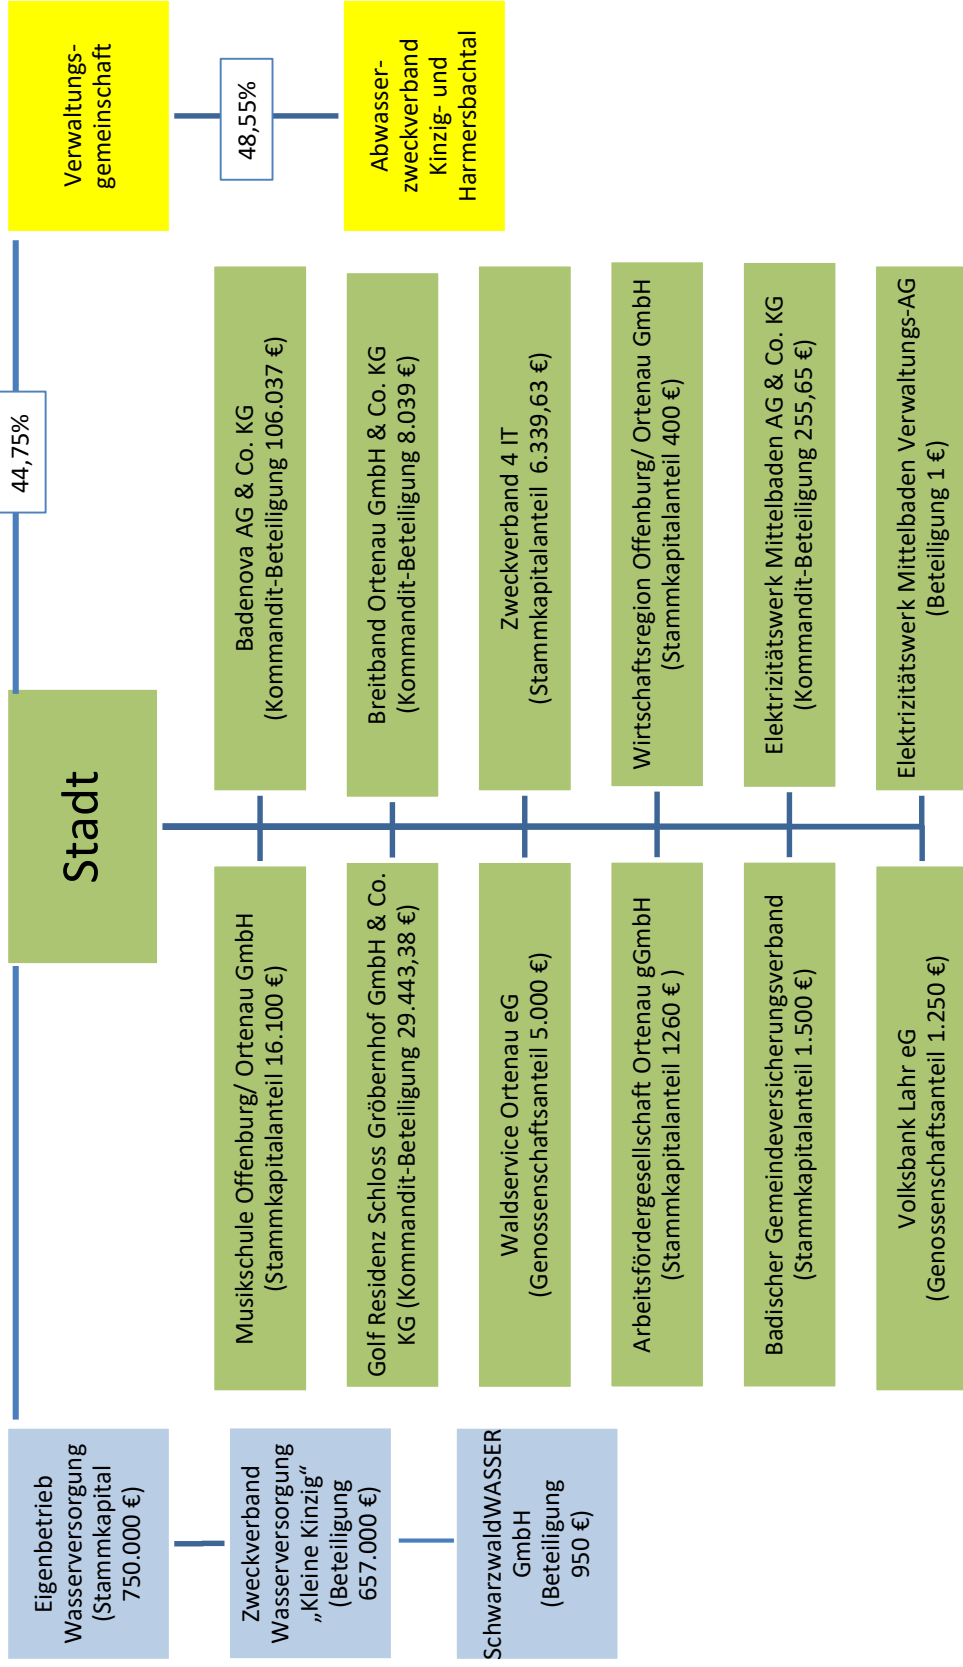 Stadt
44,75%
Verwaltungs-
gemeinschaft
48,55%
Abwasser-
zweckverband
Kinzig- und
Harmersbachtal
Eigenbetrieb
Wasserversorgung
(Stammkapital
750.000 €)
Zweckverband
Wasserversorgung
„Kleine Kinzig“
(Beteiligung
657.000 €)
SchwarzwaldWASSER
GmbH
(Beteiligung
950 €)
Musikschule Offenburg/ Ortenau GmbH
(Stammkapitalanteil 16.100 €)
Golf Residenz Schloss Gröbernhof GmbH & Co.
KG (Kommandit-Beteiligung 29.443,38 €)
Waldservice Ortenau eG
(Genossenschaftsanteil 5.000 €)
Arbeitsfördergesellschaft Ortenau gGmbH
(Stammkapitalanteil 1260 € )
Badischer Gemeindeversicherungsverband
(Stammkapitalanteil 1.500 €)
Volksbank Lahr eG
(Genossenschaftsanteil 1.250 €)
Badenova AG & Co. KG
(Kommandit-Beteiligung 106.037 €)
Breitband Ortenau GmbH & Co. KG
(Kommandit-Beteiligung 8.039 €)
Zweckverband 4 IT
(Stammkapitalanteil 6.339,63 €)
Wirtschaftsregion Offenburg/ Ortenau GmbH
(Stammkapitalanteil 400 €)
Elektrizitätswerk Mittelbaden AG & Co. KG
(Kommandit-Beteiligung 255,65 €)
Elektrizitätswerk Mittelbaden Verwaltungs-AG
(Beteiligung 1 €)